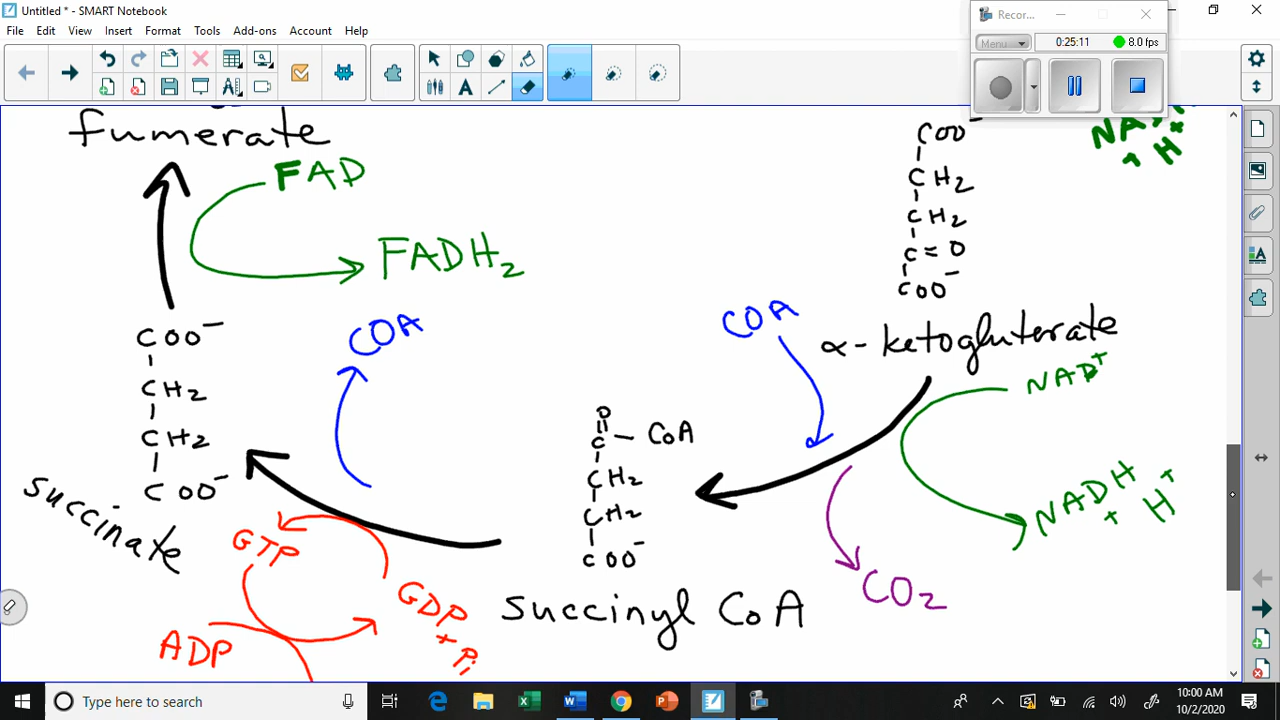 Untitled * - SMART Notebook
File Edit View Insert Format Tools Add-ons Account Help
Recor...
Menu
0:25:11
8.0 fps
fumerate
FAD
FADH2
COO⁻
CH2
CH2
COO⁻
succinate
COA
GTP
GDP
+ Pi
ADP
O
C – CoA
CH2
CH2
COO⁻
succinyl CoA
COO⁻
CH2
CH2
C=O
COO⁻
α-ketogluterate
COA
CO2
NAD⁺
NADH
+ H⁺
+ H⁺
Type here to search
10:00 AM
10/2/2020